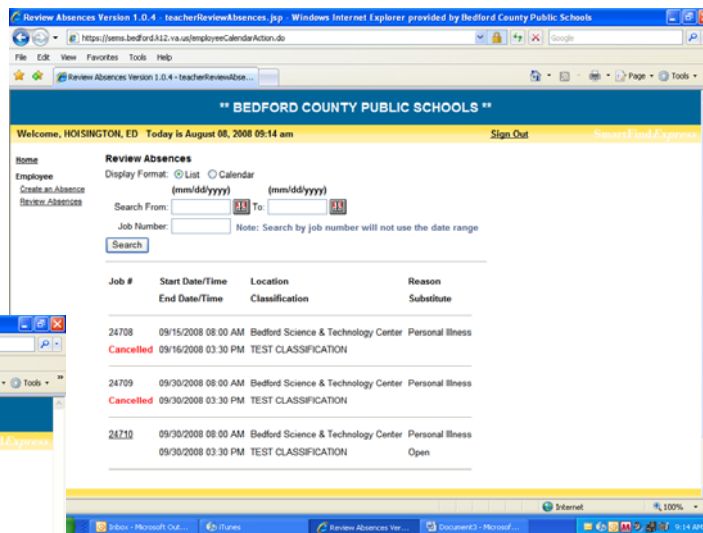 Review Absences Version 1.0.4 - teacherReviewAbsences.jsp - Windows Internet Explorer provided by Bedford County Public Schools
https://sems.bedford.k12.va.us/employeeCalendarAction.do
Google
File Edit View Favorites Tools Help
Review Absences Version 1.0.4 - teacherReviewAbse...
Page Tools
** BEDFORD COUNTY PUBLIC SCHOOLS **
Welcome, HOISINGTON, ED Today is August 08, 2008 09:14 am Sign Out SmartFindExpress
Home
Employee
Create an Absence
Review Absences
Review Absences
Display Format: List Calendar
(mm/dd/yyyy) (mm/dd/yyyy)
Search From: To:
Job Number: Note: Search by job number will not use the date range
Search
Job # Start Date/Time Location Reason
End Date/Time Classification Substitute
24708 09/15/2008 08:00 AM Bedford Science & Technology Center Personal Illness
Cancelled 09/16/2008 03:30 PM TEST CLASSIFICATION
24709 09/30/2008 08:00 AM Bedford Science & Technology Center Personal Illness
Cancelled 09/30/2008 03:30 PM TEST CLASSIFICATION
24710 09/30/2008 08:00 AM Bedford Science & Technology Center Personal Illness
09/30/2008 03:30 PM TEST CLASSIFICATION Open
Tools
dExpress
Internet 100%
Inbox - Microsoft Out... iTunes Review Absences Ver... Document3 - Microsof... 9:14 AM